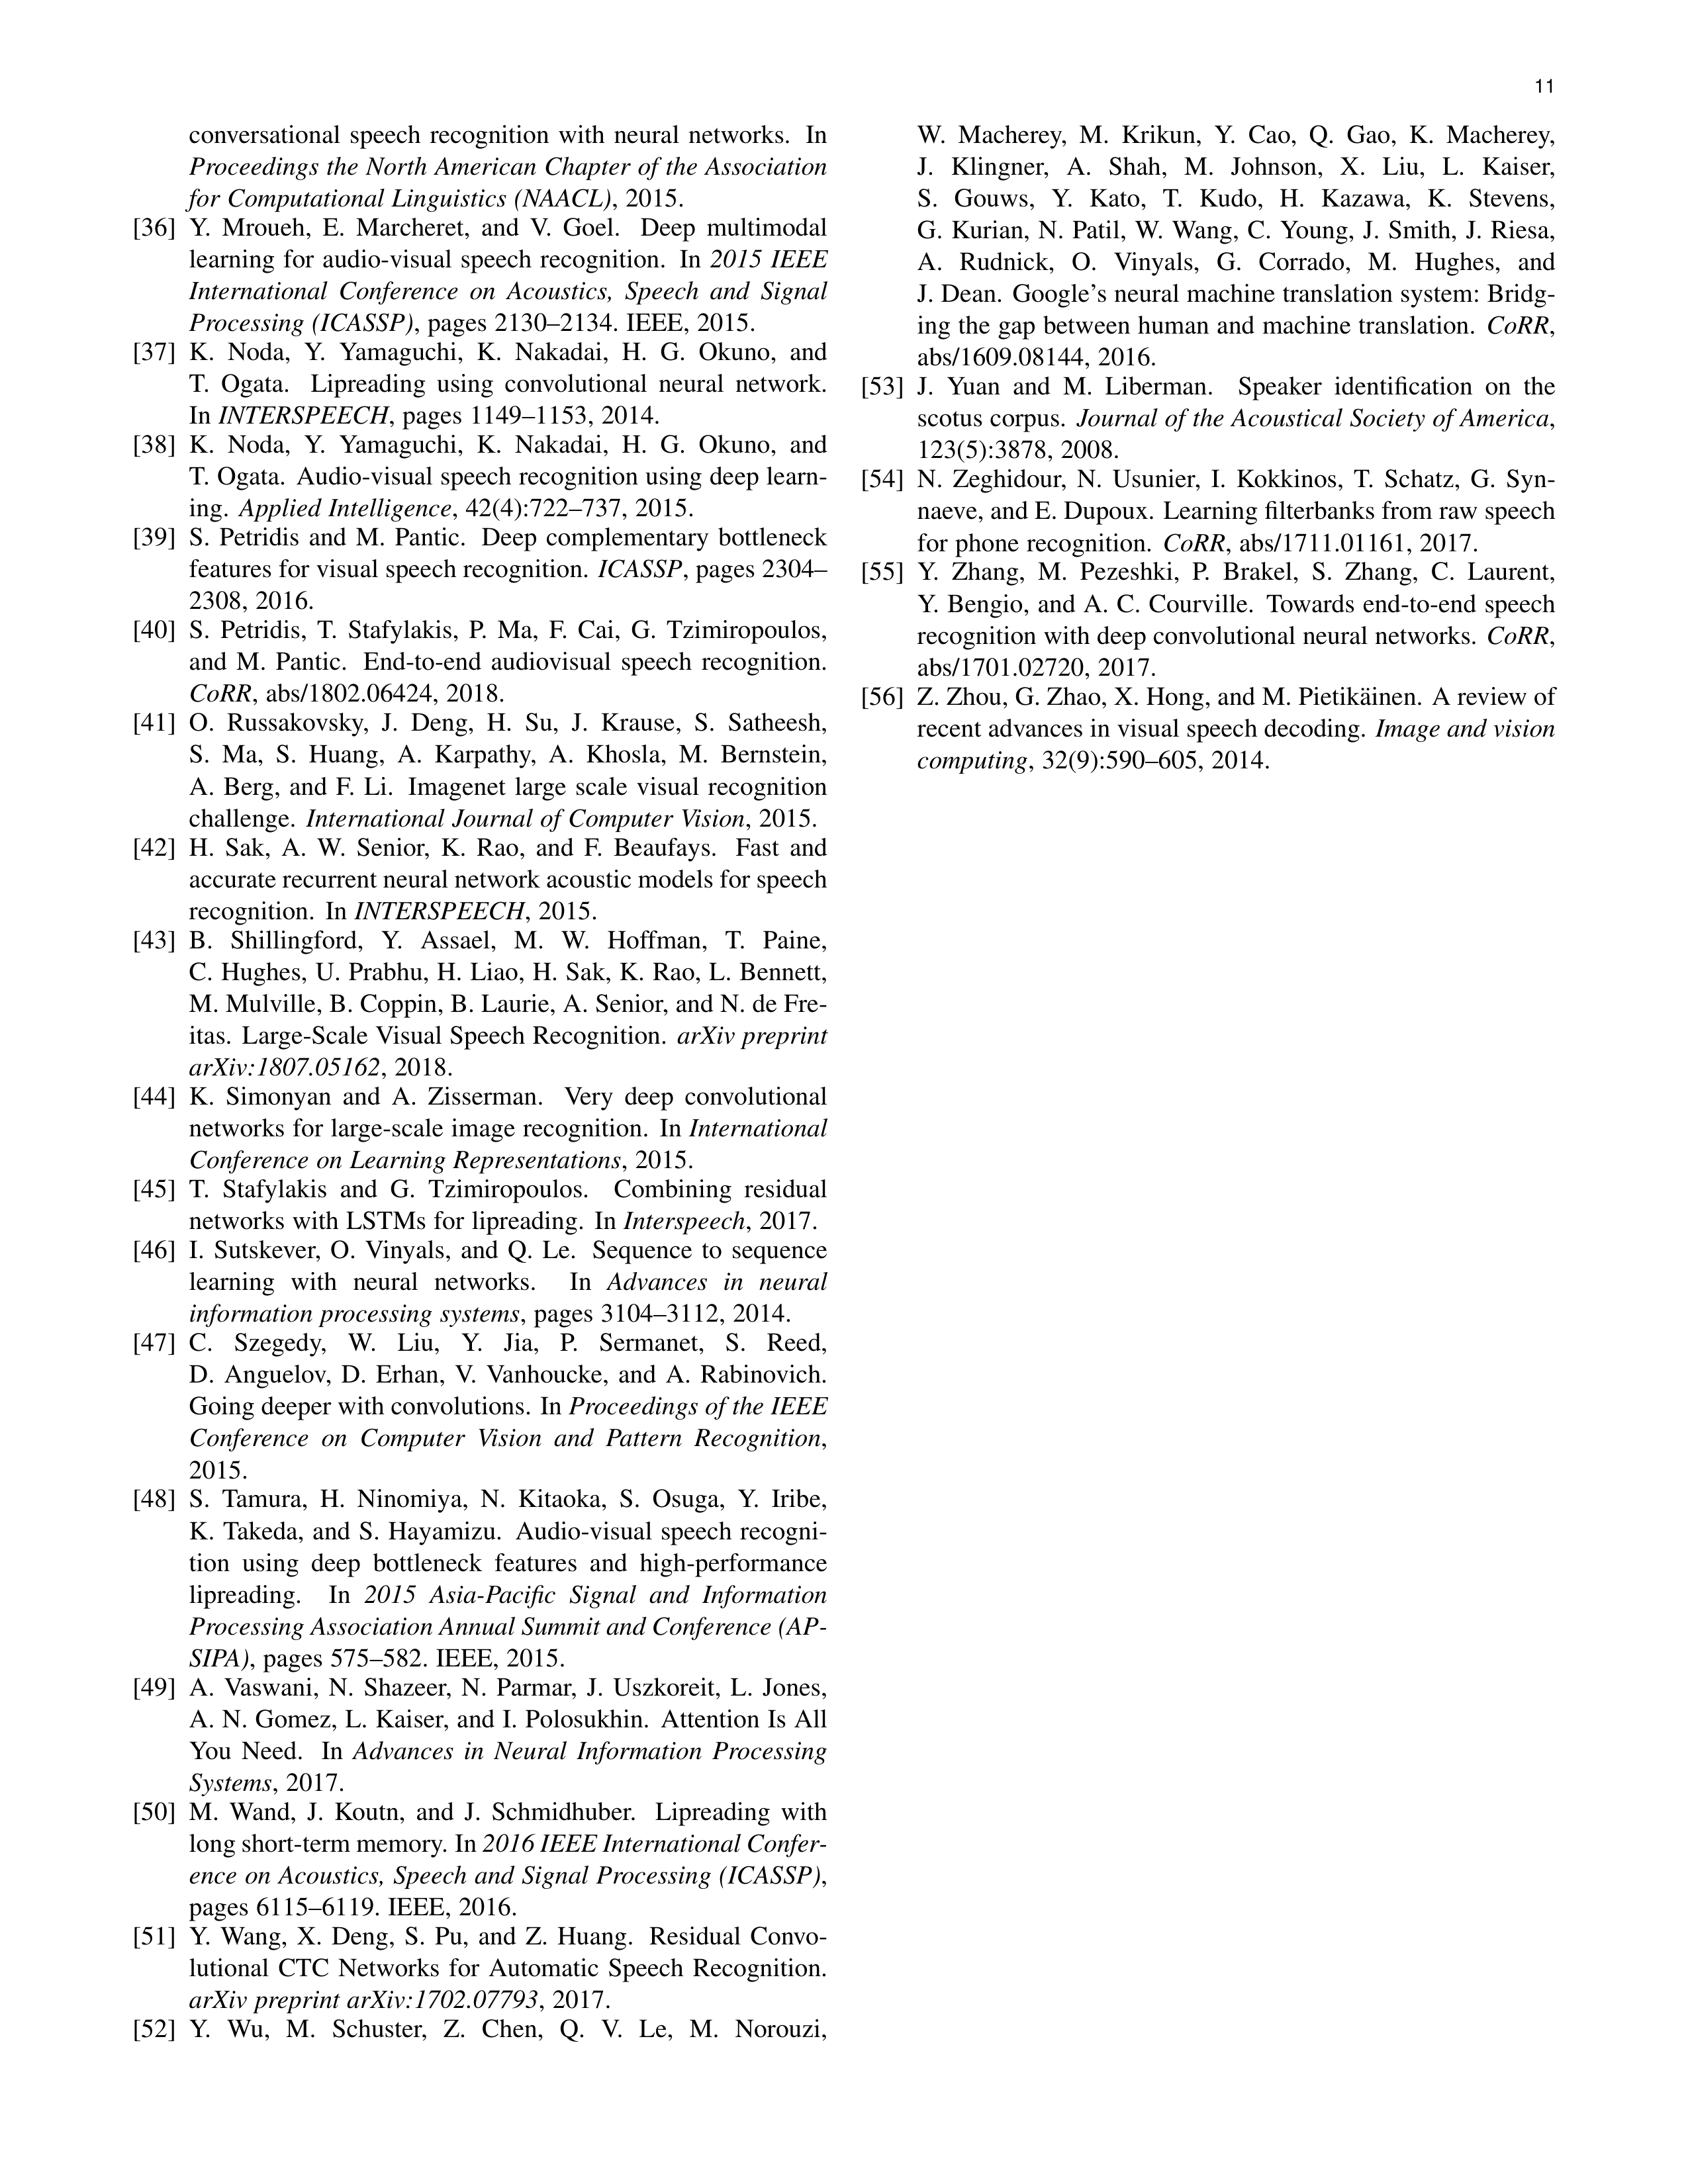 11
conversational speech recognition with neural networks. In
Proceedings the North American Chapter of the Association
for Computational Linguistics (NAACL), 2015.
[36] Y. Mroueh, E. Marcheret, and V. Goel. Deep multimodal
learning for audio-visual speech recognition. In 2015 IEEE
International Conference on Acoustics, Speech and Signal
Processing (ICASSP), pages 2130–2134. IEEE, 2015.
[37] K. Noda, Y. Yamaguchi, K. Nakadai, H. G. Okuno, and
T. Ogata. Lipreading using convolutional neural network.
In INTERSPEECH, pages 1149–1153, 2014.
[38] K. Noda, Y. Yamaguchi, K. Nakadai, H. G. Okuno, and
T. Ogata. Audio-visual speech recognition using deep learn-
ing. Applied Intelligence, 42(4):722–737, 2015.
[39] S. Petridis and M. Pantic. Deep complementary bottleneck
features for visual speech recognition. ICASSP, pages 2304–
2308, 2016.
[40] S. Petridis, T. Stafylakis, P. Ma, F. Cai, G. Tzimiropoulos,
and M. Pantic. End-to-end audiovisual speech recognition.
CoRR, abs/1802.06424, 2018.
[41] O. Russakovsky, J. Deng, H. Su, J. Krause, S. Satheesh,
S. Ma, S. Huang, A. Karpathy, A. Khosla, M. Bernstein,
A. Berg, and F. Li. Imagenet large scale visual recognition
challenge. International Journal of Computer Vision, 2015.
[42] H. Sak, A. W. Senior, K. Rao, and F. Beaufays. Fast and
accurate recurrent neural network acoustic models for speech
recognition. In INTERSPEECH, 2015.
[43] B. Shillingford, Y. Assael, M. W. Hoffman, T. Paine,
C. Hughes, U. Prabhu, H. Liao, H. Sak, K. Rao, L. Bennett,
M. Mulville, B. Coppin, B. Laurie, A. Senior, and N. de Fre-
itas. Large-Scale Visual Speech Recognition. arXiv preprint
arXiv:1807.05162, 2018.
[44] K. Simonyan and A. Zisserman. Very deep convolutional
networks for large-scale image recognition. In International
Conference on Learning Representations, 2015.
[45] T. Stafylakis and G. Tzimiropoulos. Combining residual
networks with LSTMs for lipreading. In Interspeech, 2017.
[46] I. Sutskever, O. Vinyals, and Q. Le. Sequence to sequence
learning with neural networks. In Advances in neural
information processing systems, pages 3104–3112, 2014.
[47] C. Szegedy, W. Liu, Y. Jia, P. Sermanet, S. Reed,
D. Anguelov, D. Erhan, V. Vanhoucke, and A. Rabinovich.
Going deeper with convolutions. In Proceedings of the IEEE
Conference on Computer Vision and Pattern Recognition,
2015.
[48] S. Tamura, H. Ninomiya, N. Kitaoka, S. Osuga, Y. Iribe,
K. Takeda, and S. Hayamizu. Audio-visual speech recogni-
tion using deep bottleneck features and high-performance
lipreading. In 2015 Asia-Pacific Signal and Information
Processing Association Annual Summit and Conference (AP-
SIPA), pages 575–582. IEEE, 2015.
[49] A. Vaswani, N. Shazeer, N. Parmar, J. Uszkoreit, L. Jones,
A. N. Gomez, L. Kaiser, and I. Polosukhin. Attention Is All
You Need. In Advances in Neural Information Processing
Systems, 2017.
[50] M. Wand, J. Koutn, and J. Schmidhuber. Lipreading with
long short-term memory. In 2016 IEEE International Confer-
ence on Acoustics, Speech and Signal Processing (ICASSP),
pages 6115–6119. IEEE, 2016.
[51] Y. Wang, X. Deng, S. Pu, and Z. Huang. Residual Convo-
lutional CTC Networks for Automatic Speech Recognition.
arXiv preprint arXiv:1702.07793, 2017.
[52] Y. Wu, M. Schuster, Z. Chen, Q. V. Le, M. Norouzi,
W. Macherey, M. Krikun, Y. Cao, Q. Gao, K. Macherey,
J. Klingner, A. Shah, M. Johnson, X. Liu, L. Kaiser,
S. Gouws, Y. Kato, T. Kudo, H. Kazawa, K. Stevens,
G. Kurian, N. Patil, W. Wang, C. Young, J. Smith, J. Riesa,
A. Rudnick, O. Vinyals, G. Corrado, M. Hughes, and
J. Dean. Google's neural machine translation system: Bridg-
ing the gap between human and machine translation. CoRR,
abs/1609.08144, 2016.
[53] J. Yuan and M. Liberman. Speaker identification on the
scotus corpus. Journal of the Acoustical Society of America,
123(5):3878, 2008.
[54] N. Zeghidour, N. Usunier, I. Kokkinos, T. Schatz, G. Syn-
naeve, and E. Dupoux. Learning filterbanks from raw speech
for phone recognition. CoRR, abs/1711.01161, 2017.
[55] Y. Zhang, M. Pezeshki, P. Brakel, S. Zhang, C. Laurent,
Y. Bengio, and A. C. Courville. Towards end-to-end speech
recognition with deep convolutional neural networks. CoRR,
abs/1701.02720, 2017.
[56] Z. Zhou, G. Zhao, X. Hong, and M. Pietikäinen. A review of
recent advances in visual speech decoding. Image and vision
computing, 32(9):590–605, 2014.